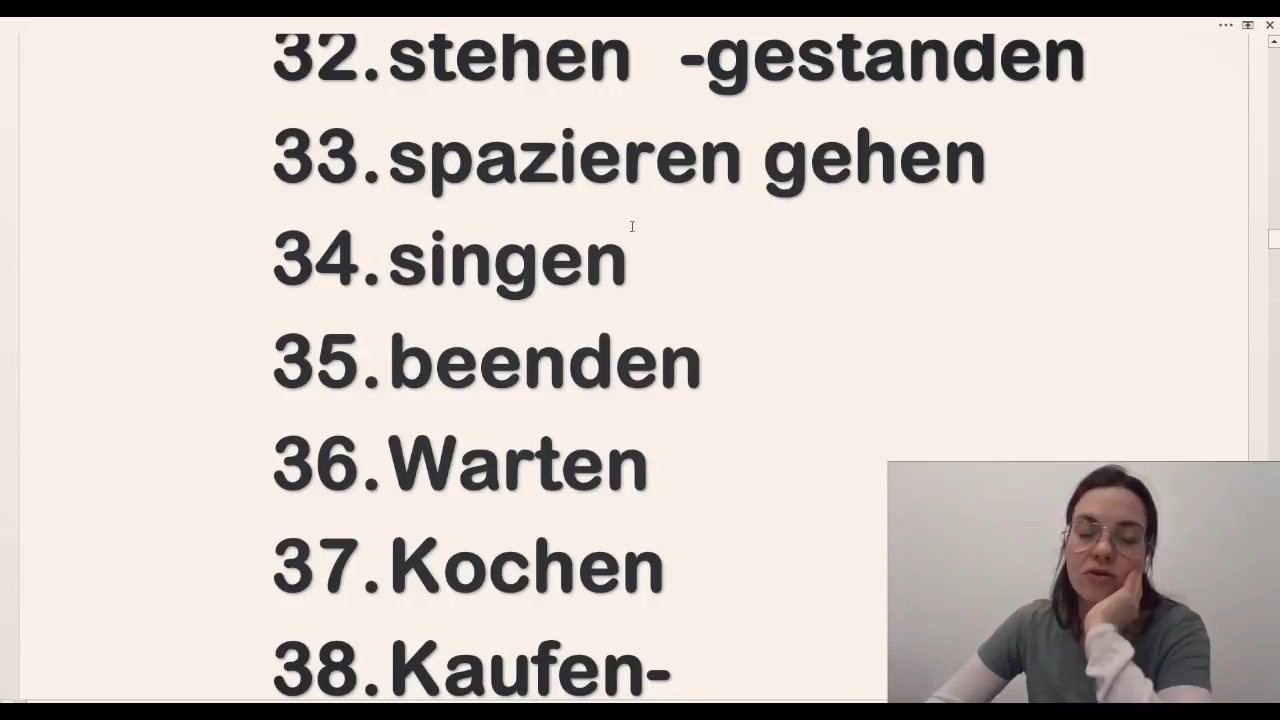 32. stehen -gestanden
33. spazieren gehen
34. singen
35. beenden
36. Warten
37. Kochen
38. Kaufen-